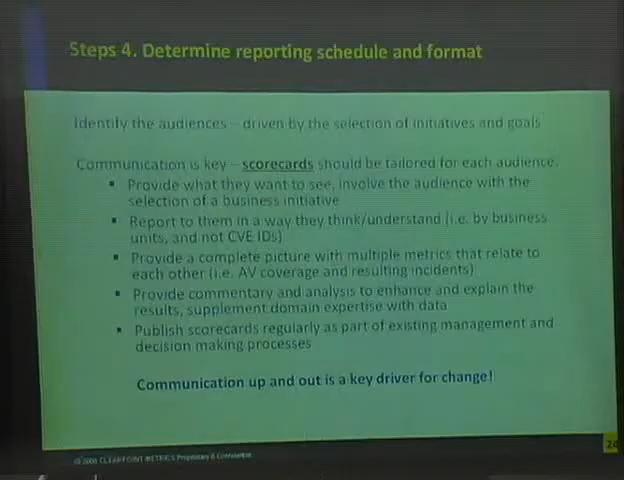 Steps 4. Determine reporting schedule and format
Identify the audiences – driven by the selection of initiatives and goals
Communication is key – scorecards should be tailored for each audience.
▪ Provide what they want to see, involve the audience with the
selection of a business initiative
▪ Report to them in a way they think/understand (i.e. by business
units, and not CVE IDs)
▪ Provide a complete picture with multiple metrics that relate to
each other (i.e. AV coverage and resulting incidents)
▪ Provide commentary and analysis to enhance and explain the
results, supplement domain expertise with data
▪ Publish scorecards regularly as part of existing management and
decision making processes
Communication up and out is a key driver for change!
CLEARPOINT METRICS Proprietary & Confidential